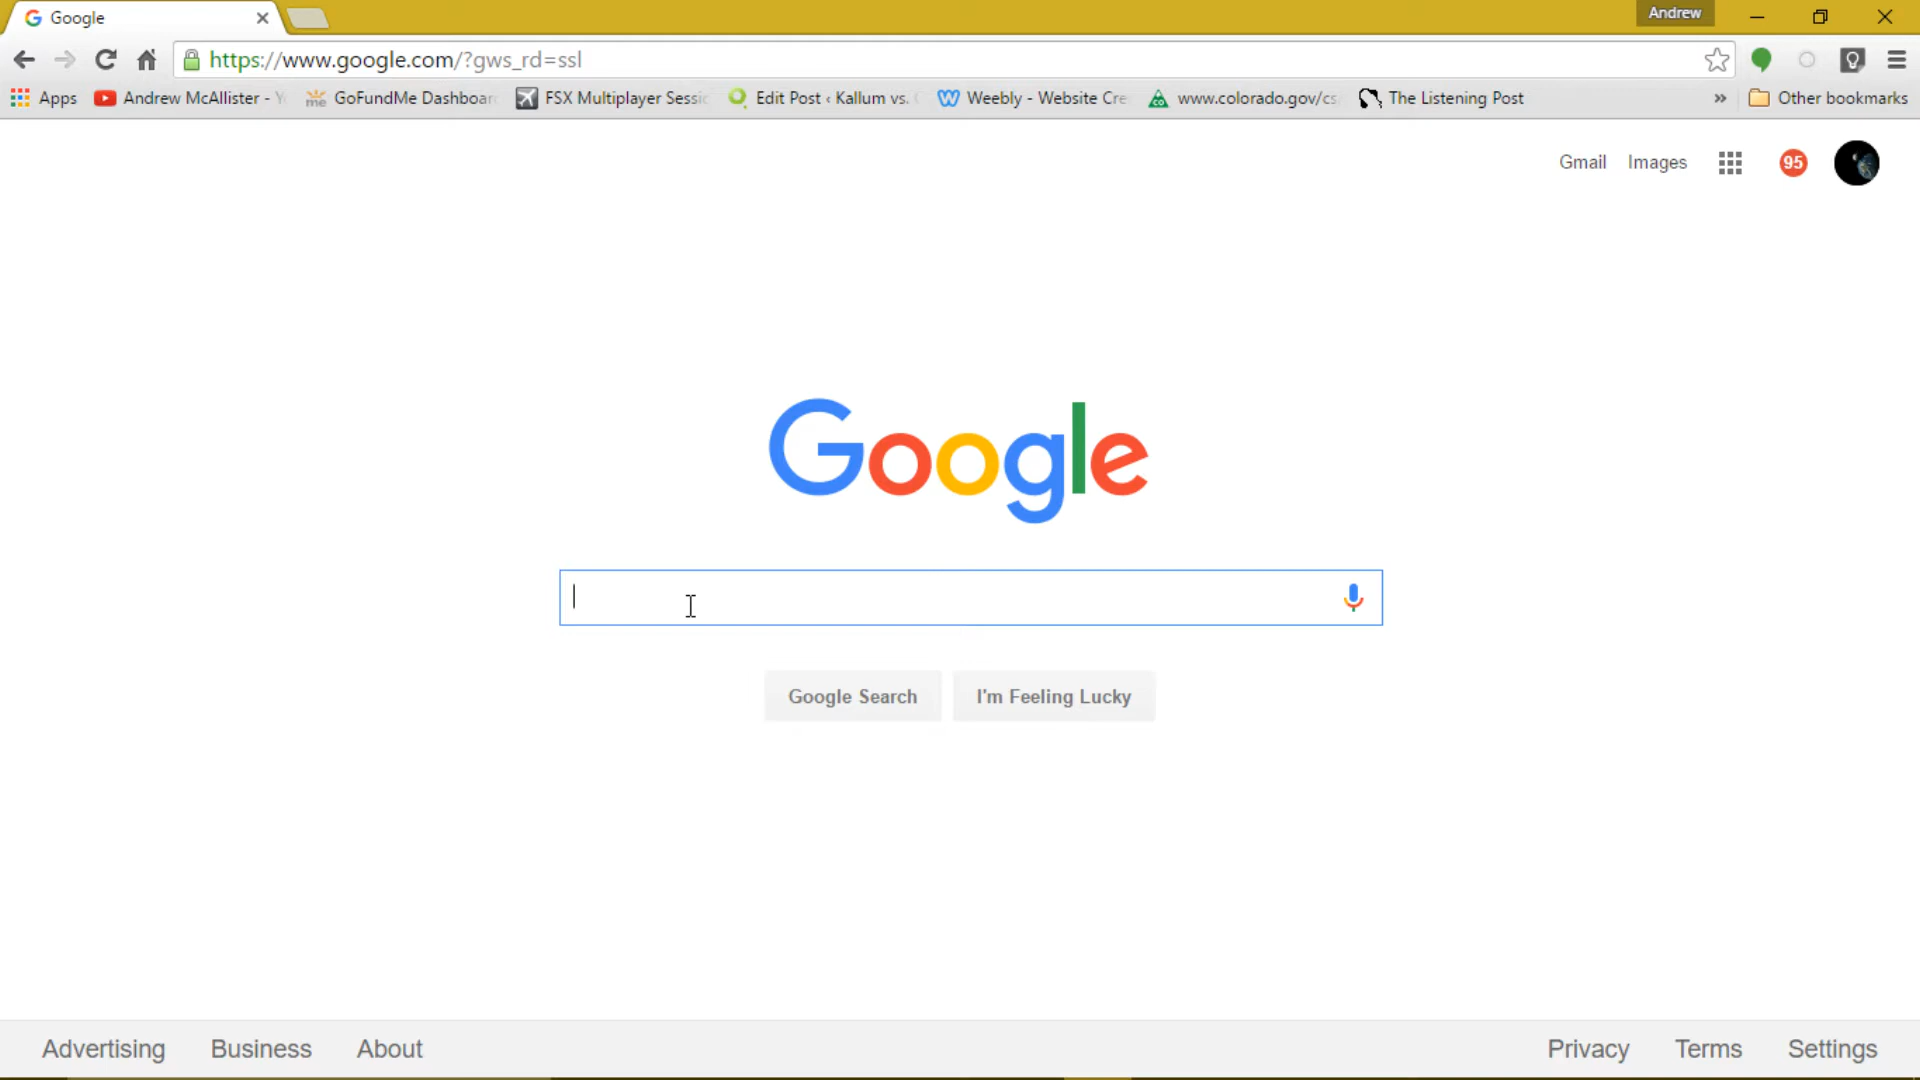 Google
Andrew
https://www.google.com/?gws_rd=ssl
Apps Andrew McAllister - GoFundMe Dashboar FSX Multiplayer Sessi Edit Post ‹ Kallum vs. Weebly - Website Cre www.colorado.gov/cs The Listening Post » Other bookmarks
Gmail Images 95
Google
Google Search I'm Feeling Lucky
Advertising Business About Privacy Terms Settings